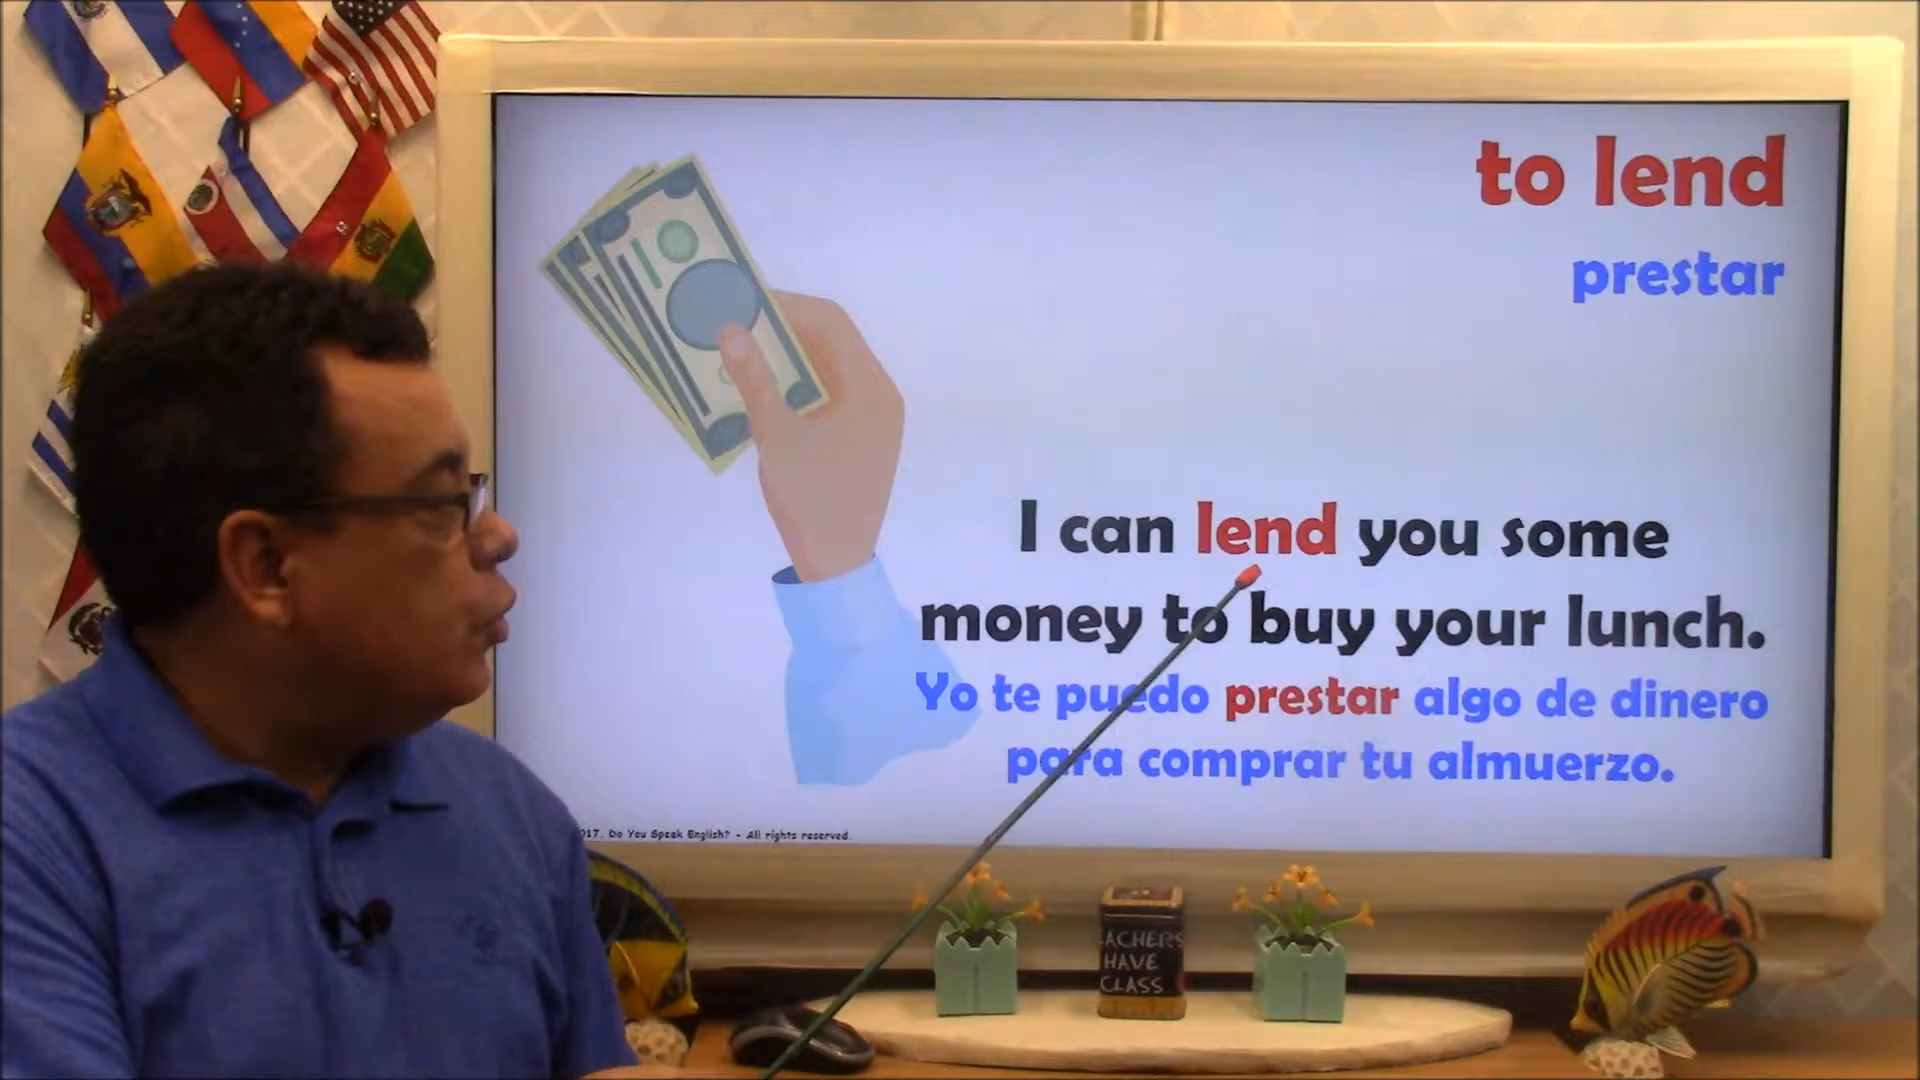 to lend
prestar
I can lend you some
money to buy your lunch.
Yo te puedo prestar algo de dinero
para comprar tu almuerzo.
Do You Speak English? - All rights reserved.
HAVE
CLASS